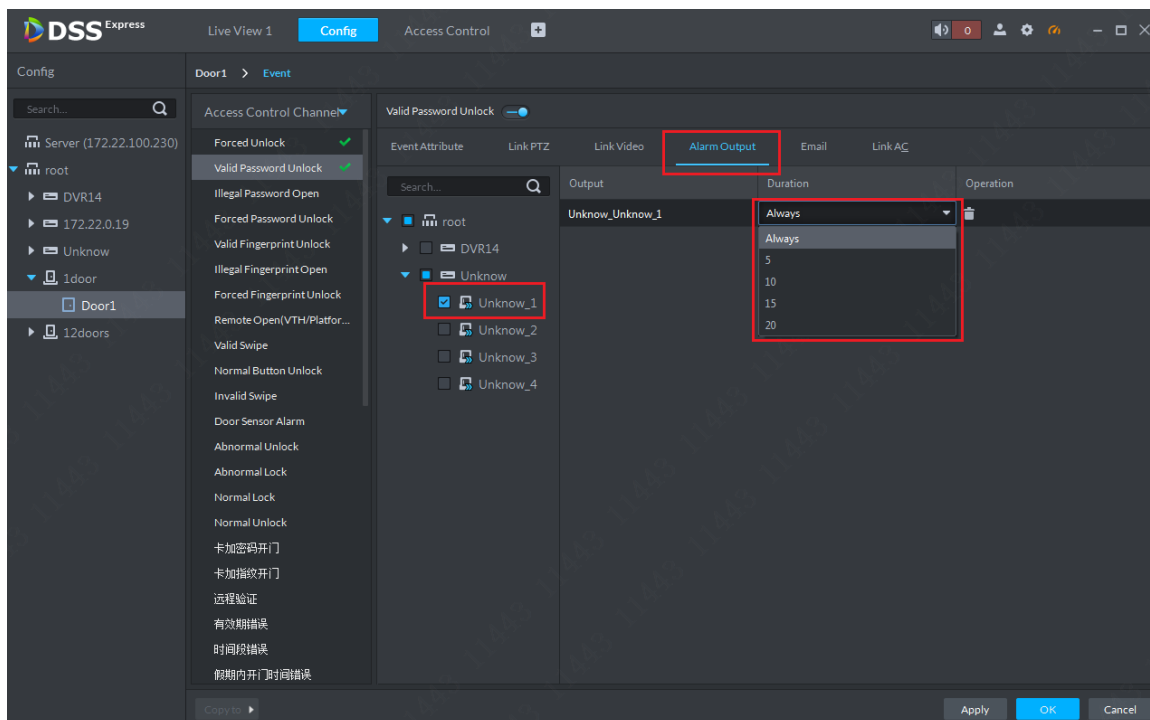 DSS Express
Live View 1
Config
Access Control
0
Config
Door1 > Event
Search...
Server (172.22.100.230)
root
DVR14
172.22.0.19
Unknow
1door
Door1
12doors
Access Control Channel
Forced Unlock
Valid Password Unlock
Illegal Password Open
Forced Password Unlock
Valid Fingerprint Unlock
Illegal Fingerprint Open
Forced Fingerprint Unlock
Remote Open(VTH/Platfor...
Valid Swipe
Normal Button Unlock
Invalid Swipe
Door Sensor Alarm
Abnormal Unlock
Abnormal Lock
Normal Lock
Normal Unlock
卡加密码开门
卡加指纹开门
远程验证
有效期错误
时间段错误
假期内开门时间错误
Valid Password Unlock
Event Attribute
Link PTZ
Link Video
Alarm Output
Email
Link AC
Search...
root
DVR14
Unknow
Unknow_1
Unknow_2
Unknow_3
Unknow_4
Output
Duration
Operation
Unknow_Unknow_1
Always
Always
5
10
15
20
Copy to
Apply
OK
Cancel